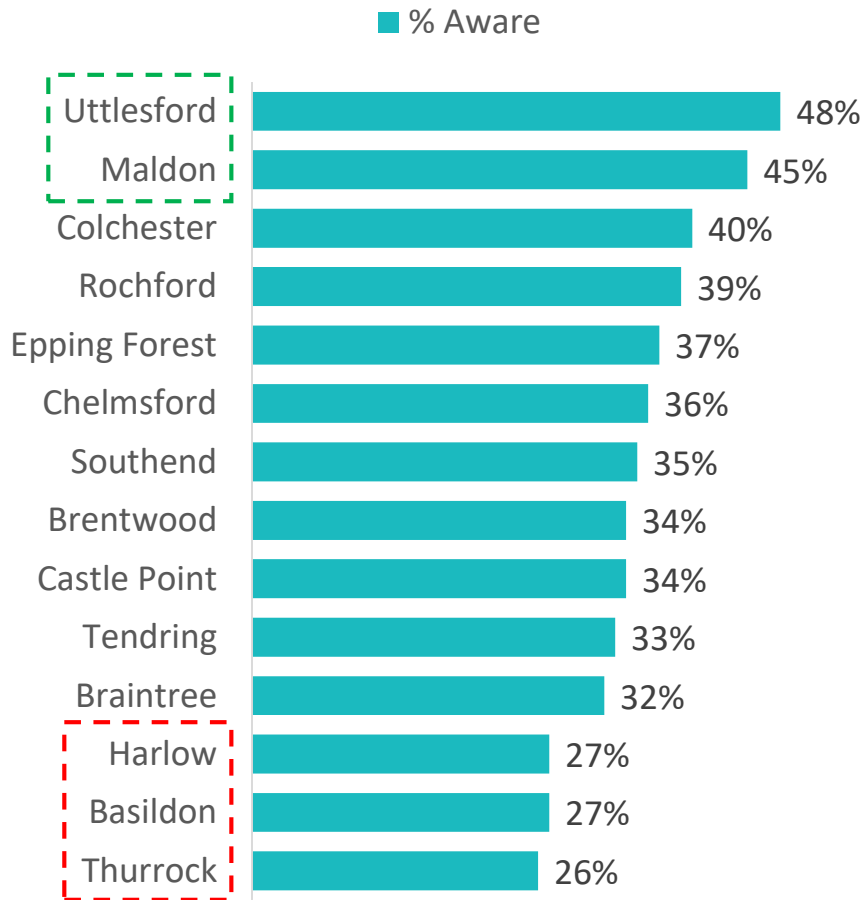 % Aware
Uttlesford 48%
Maldon 45%
Colchester 40%
Rochford 39%
Epping Forest 37%
Chelmsford 36%
Southend 35%
Brentwood 34%
Castle Point 34%
Tendring 33%
Braintree 32%
Harlow 27%
Basildon 27%
Thurrock 26%